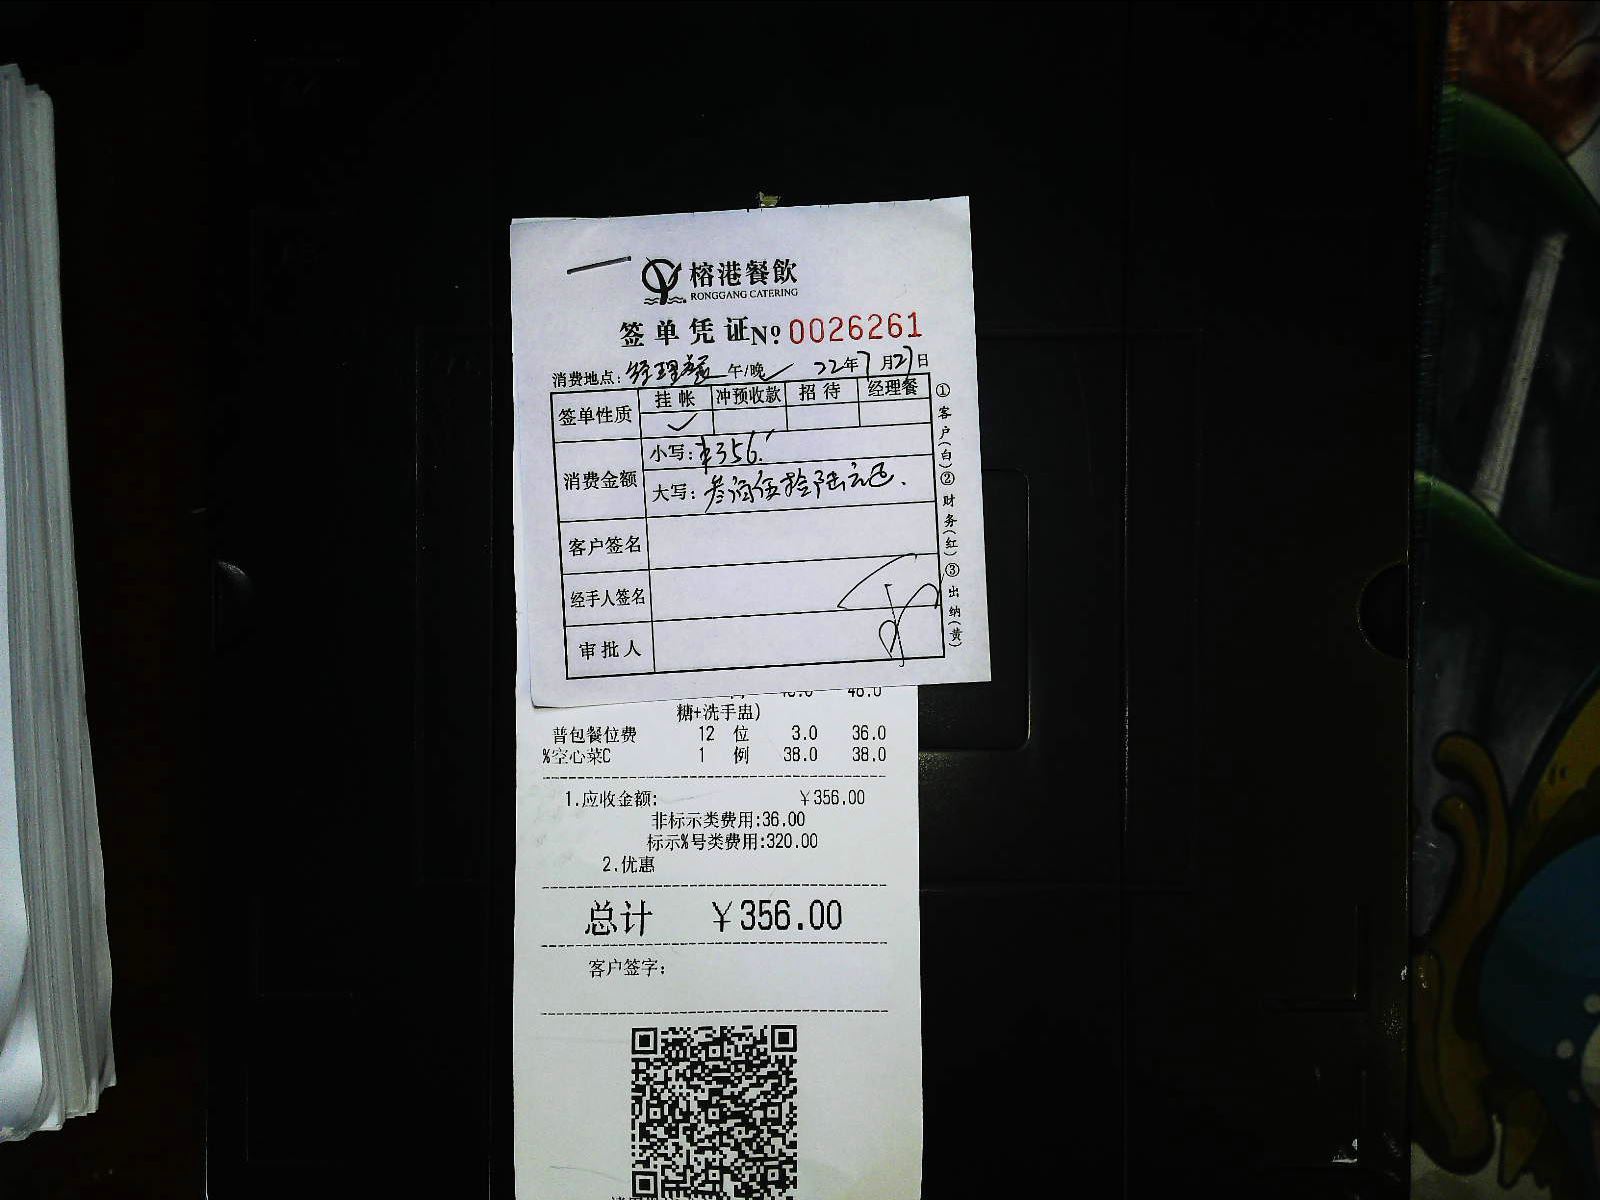 榕港餐飲
RONGGANG CATERING
签单凭证 No 0026261
消费地点: 经理餐 午/晚 22年7月27日
签单性质 挂帐 冲预收款 招待 经理餐
消费金额 小写: ¥356.
大写: 叁佰伍拾陆元
客户签名
经手人签名
审批人
①客户(白)②财务(红)③出纳(黄)
48.0 48.0
糖+洗手盅)
普包餐位费 12 位 3.0 36.0
%空心菜C 1 例 38.0 38.0
1.应收金额: ¥356.00
非标示类费用:36.00
标示%号类费用:320.00
2.优惠
总计 ¥356.00
客户签字: